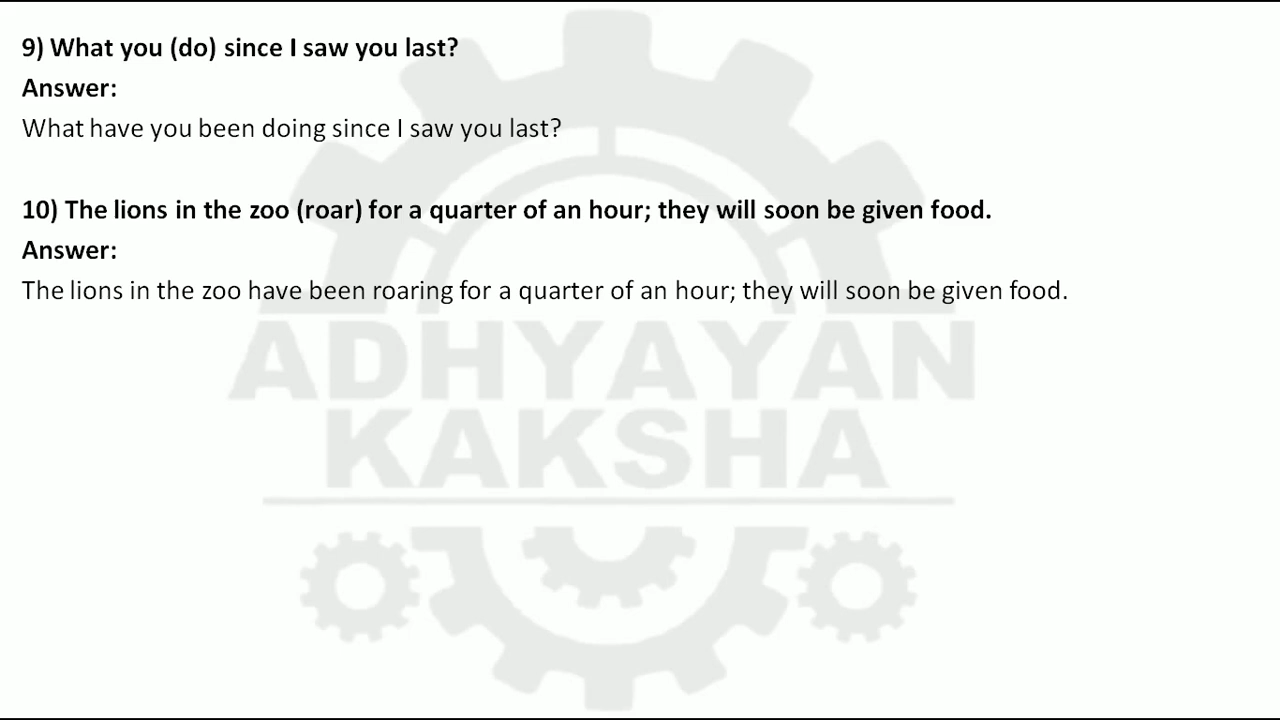 9) What you (do) since I saw you last?
Answer:
What have you been doing since I saw you last?
10) The lions in the zoo (roar) for a quarter of an hour; they will soon be given food.
Answer:
The lions in the zoo have been roaring for a quarter of an hour; they will soon be given food.
ADHYAYAN
KAKSHA